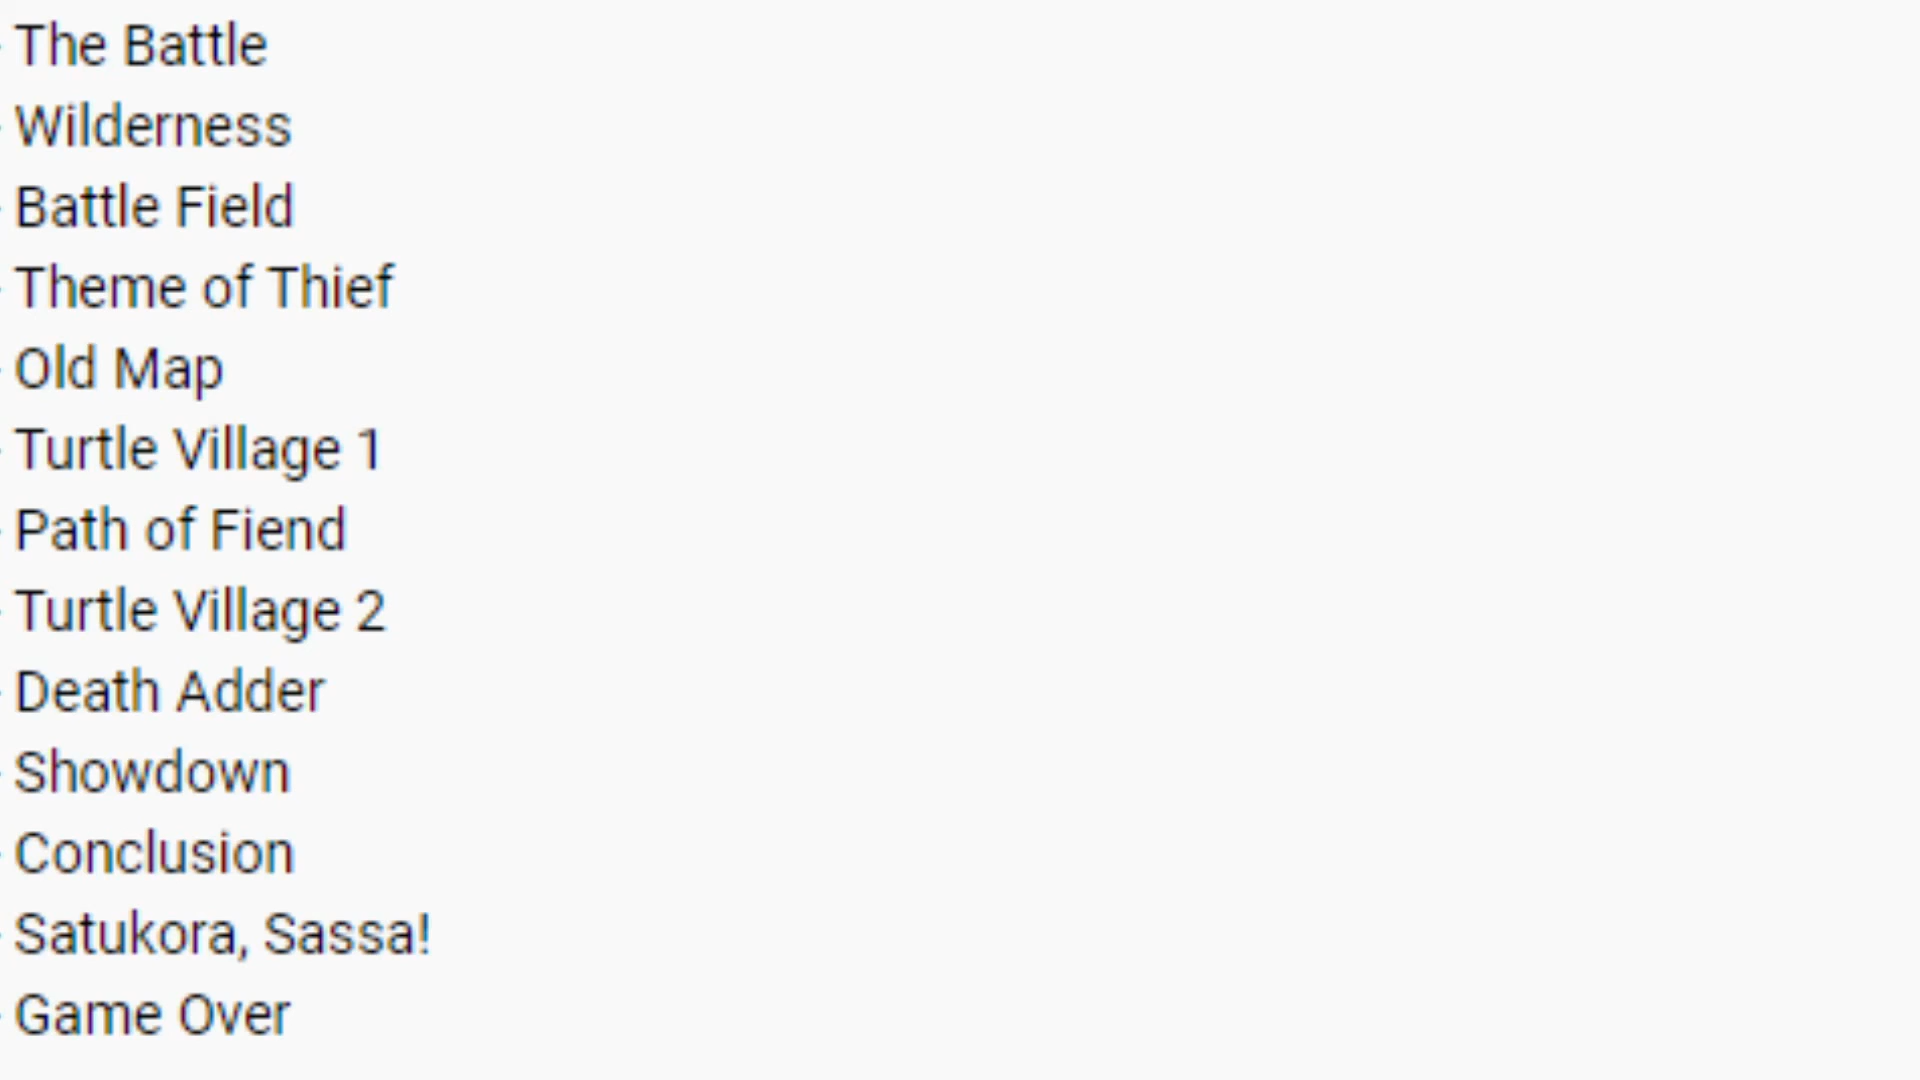 - The Battle
- Wilderness
- Battle Field
- Theme of Thief
- Old Map
- Turtle Village 1
- Path of Fiend
- Turtle Village 2
- Death Adder
- Showdown
- Conclusion
- Satukora, Sassa!
- Game Over